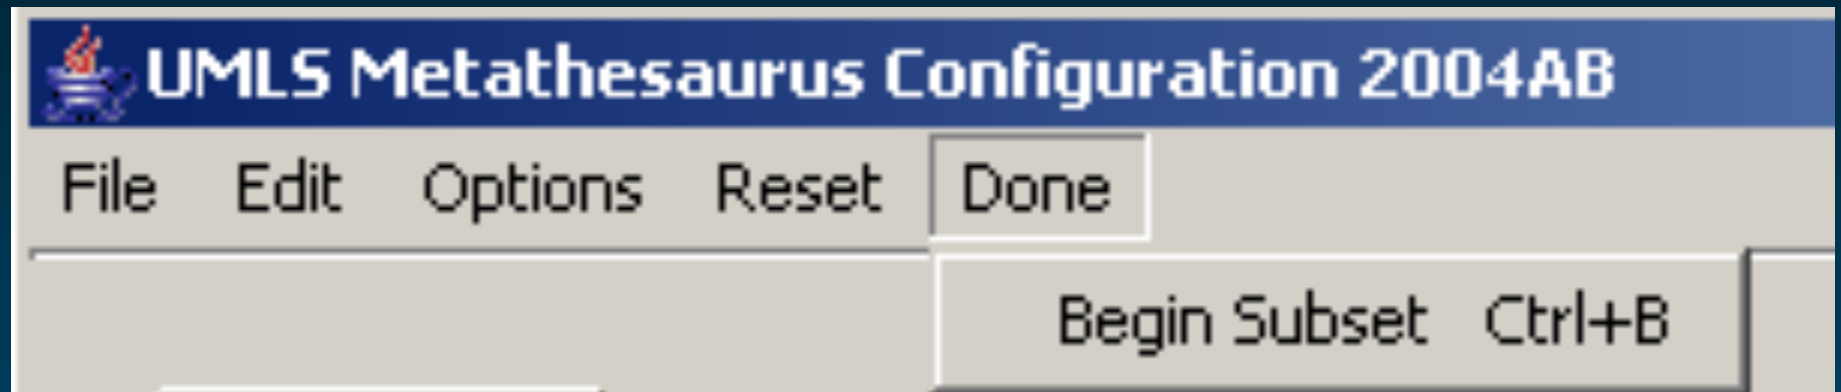 UMLS Metathesaurus Configuration 2004AB
File Edit Options Reset Done
Begin Subset Ctrl+B